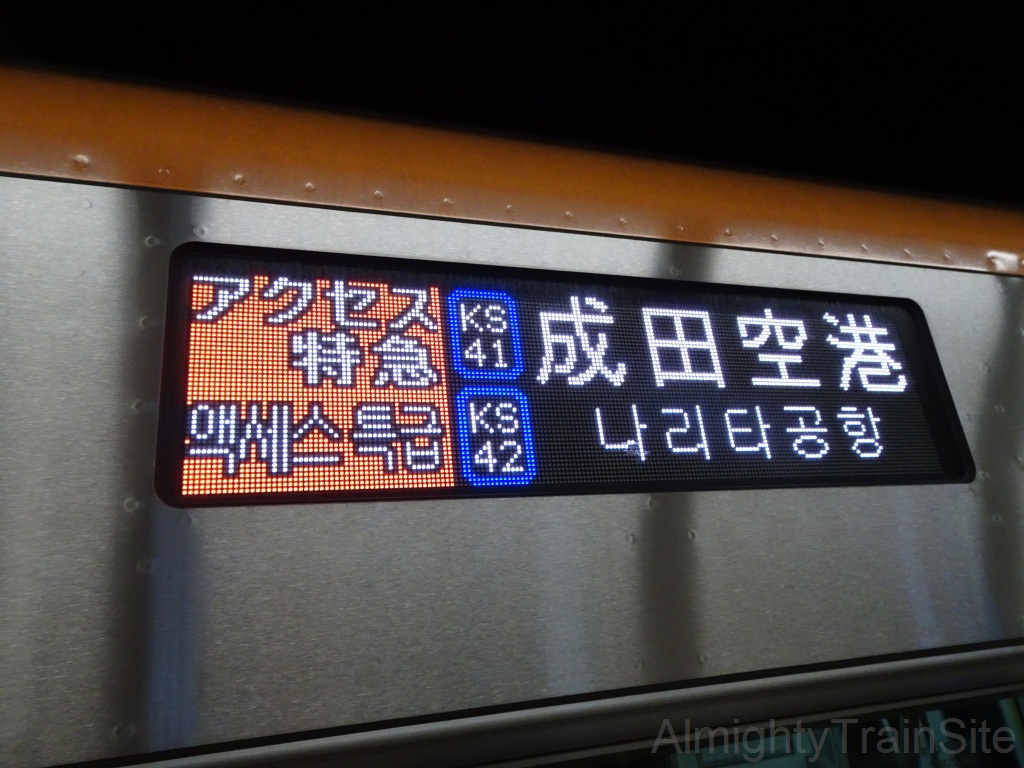 アクセス
特急
액세스특급
KS
41
KS
42
成田空港
나리타공항
AlmightyTrainSite